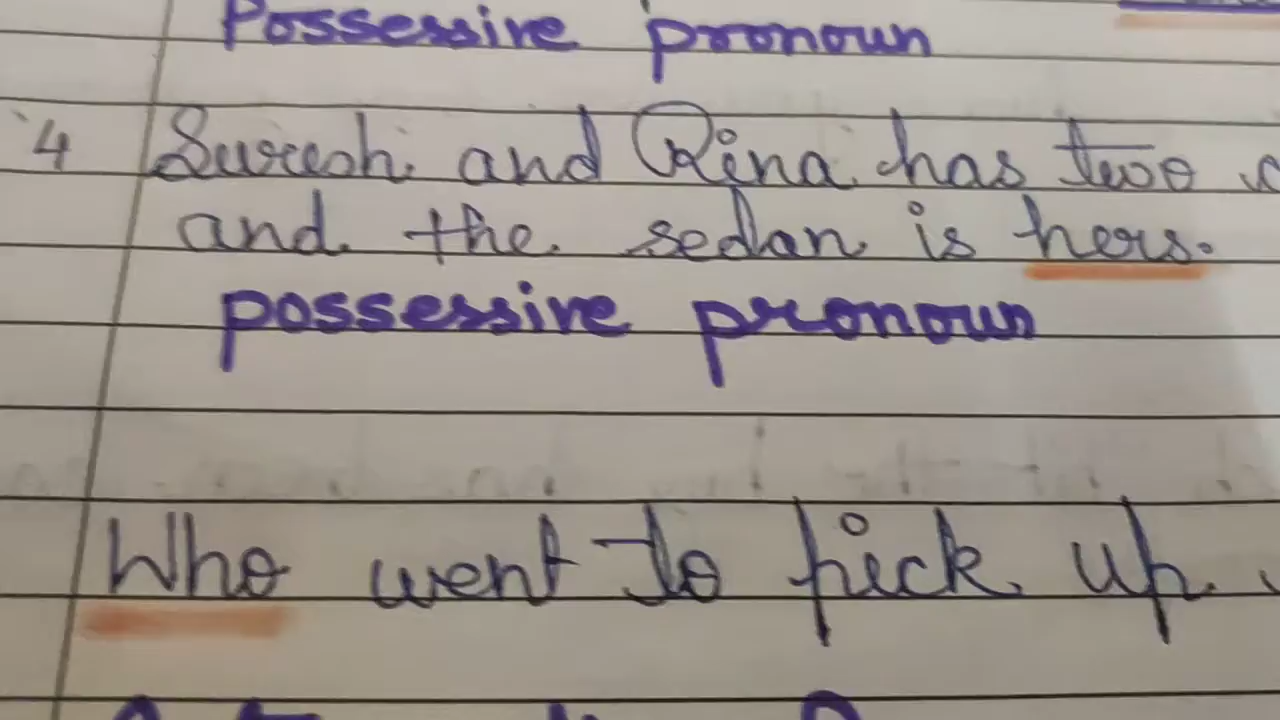 Possessive pronoun
4 Suresh and Rina has two
and the sedan is hers.
possessive pronoun
Who went to pick up